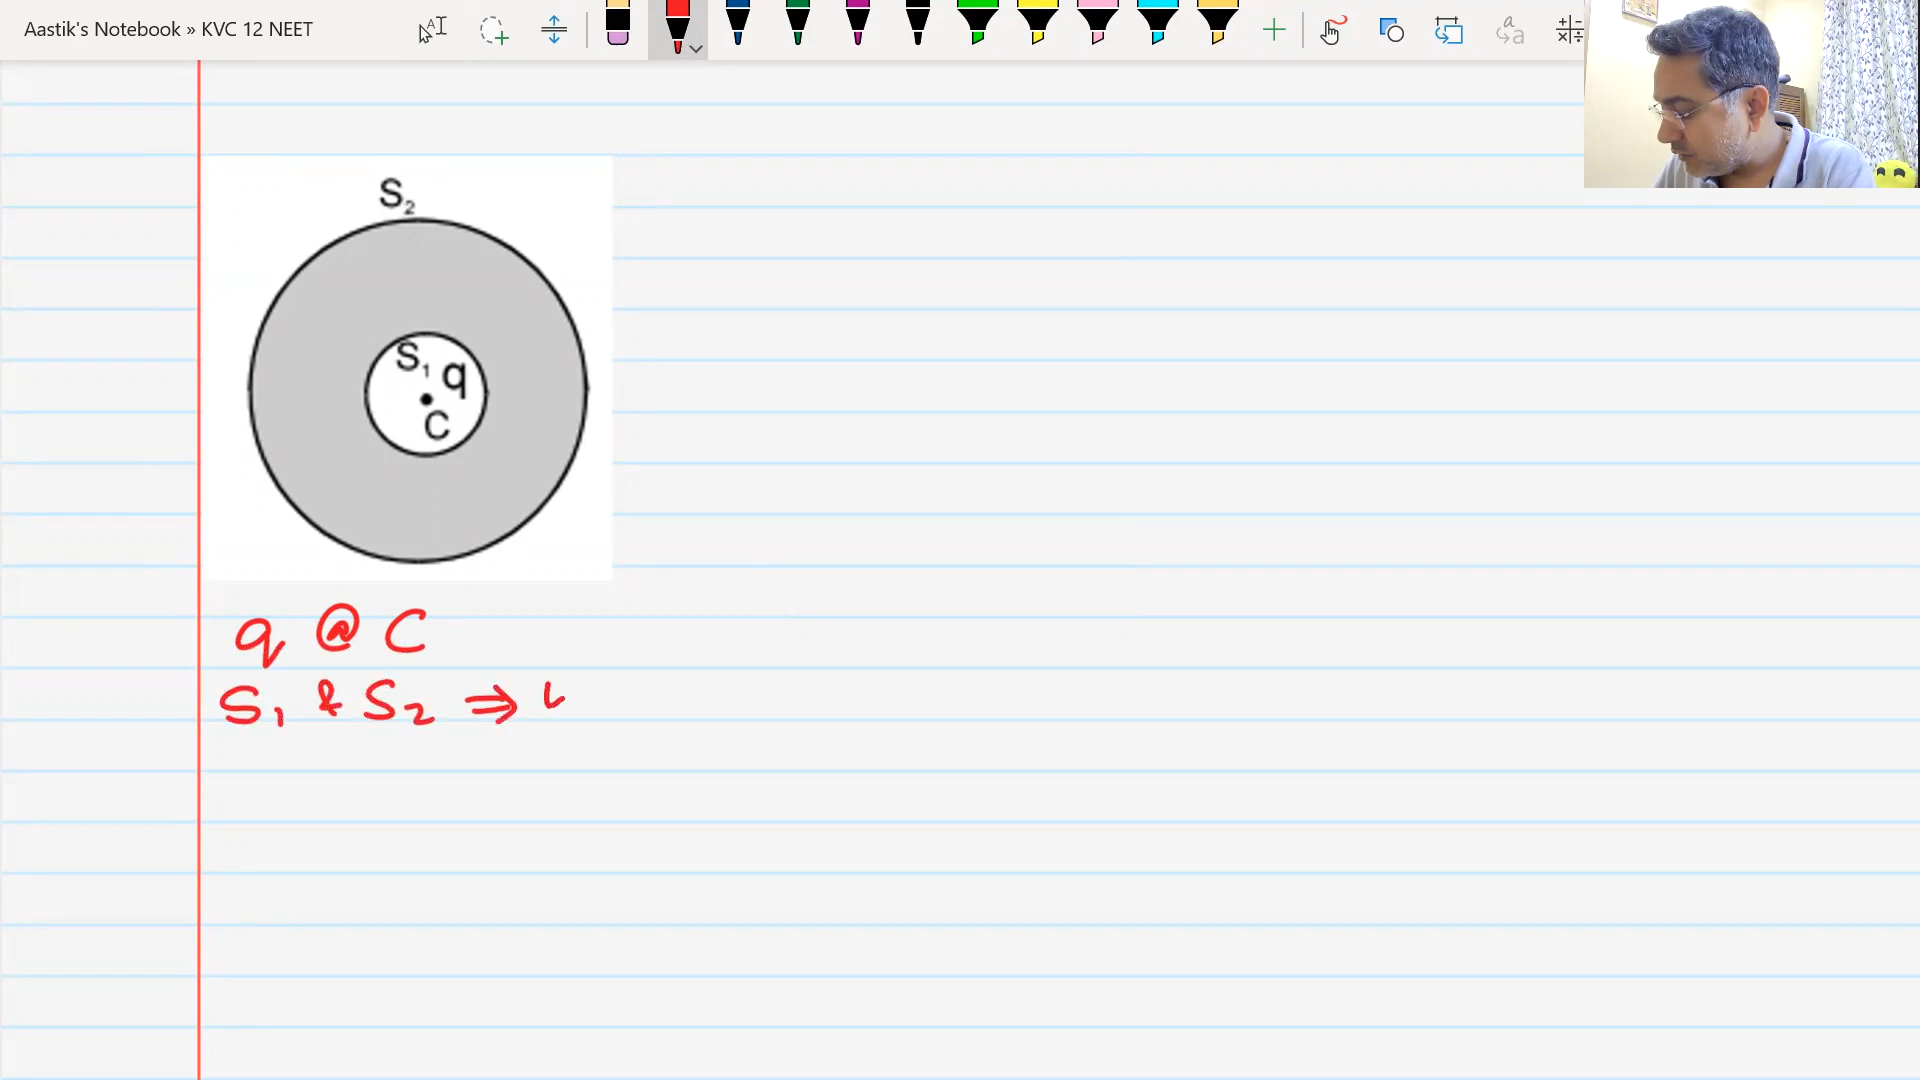 Aastik's Notebook » KVC 12 NEET
S₂
S₁ q
C
q @ C
S₁ & S₂ ⇒